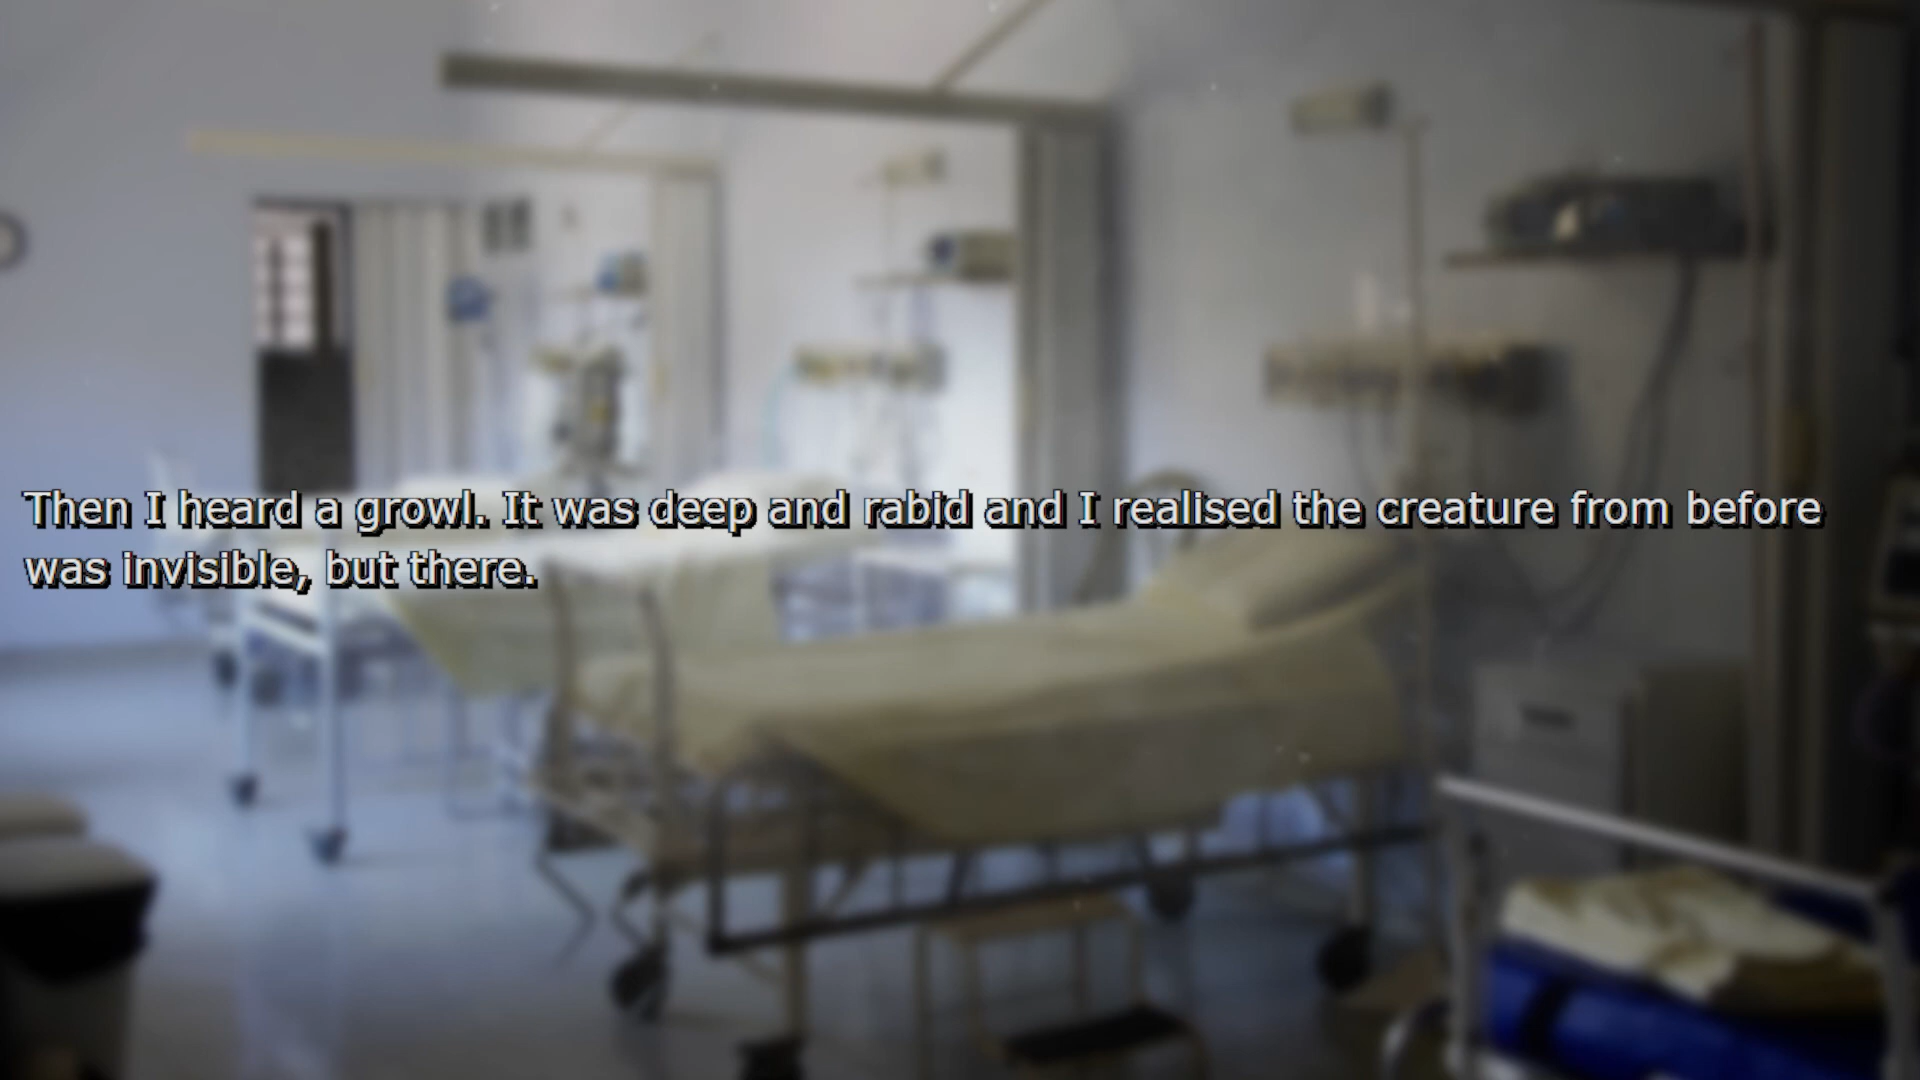 Then I heard a growl. It was deep and rabid and I realised the creature from before
was invisible, but there.